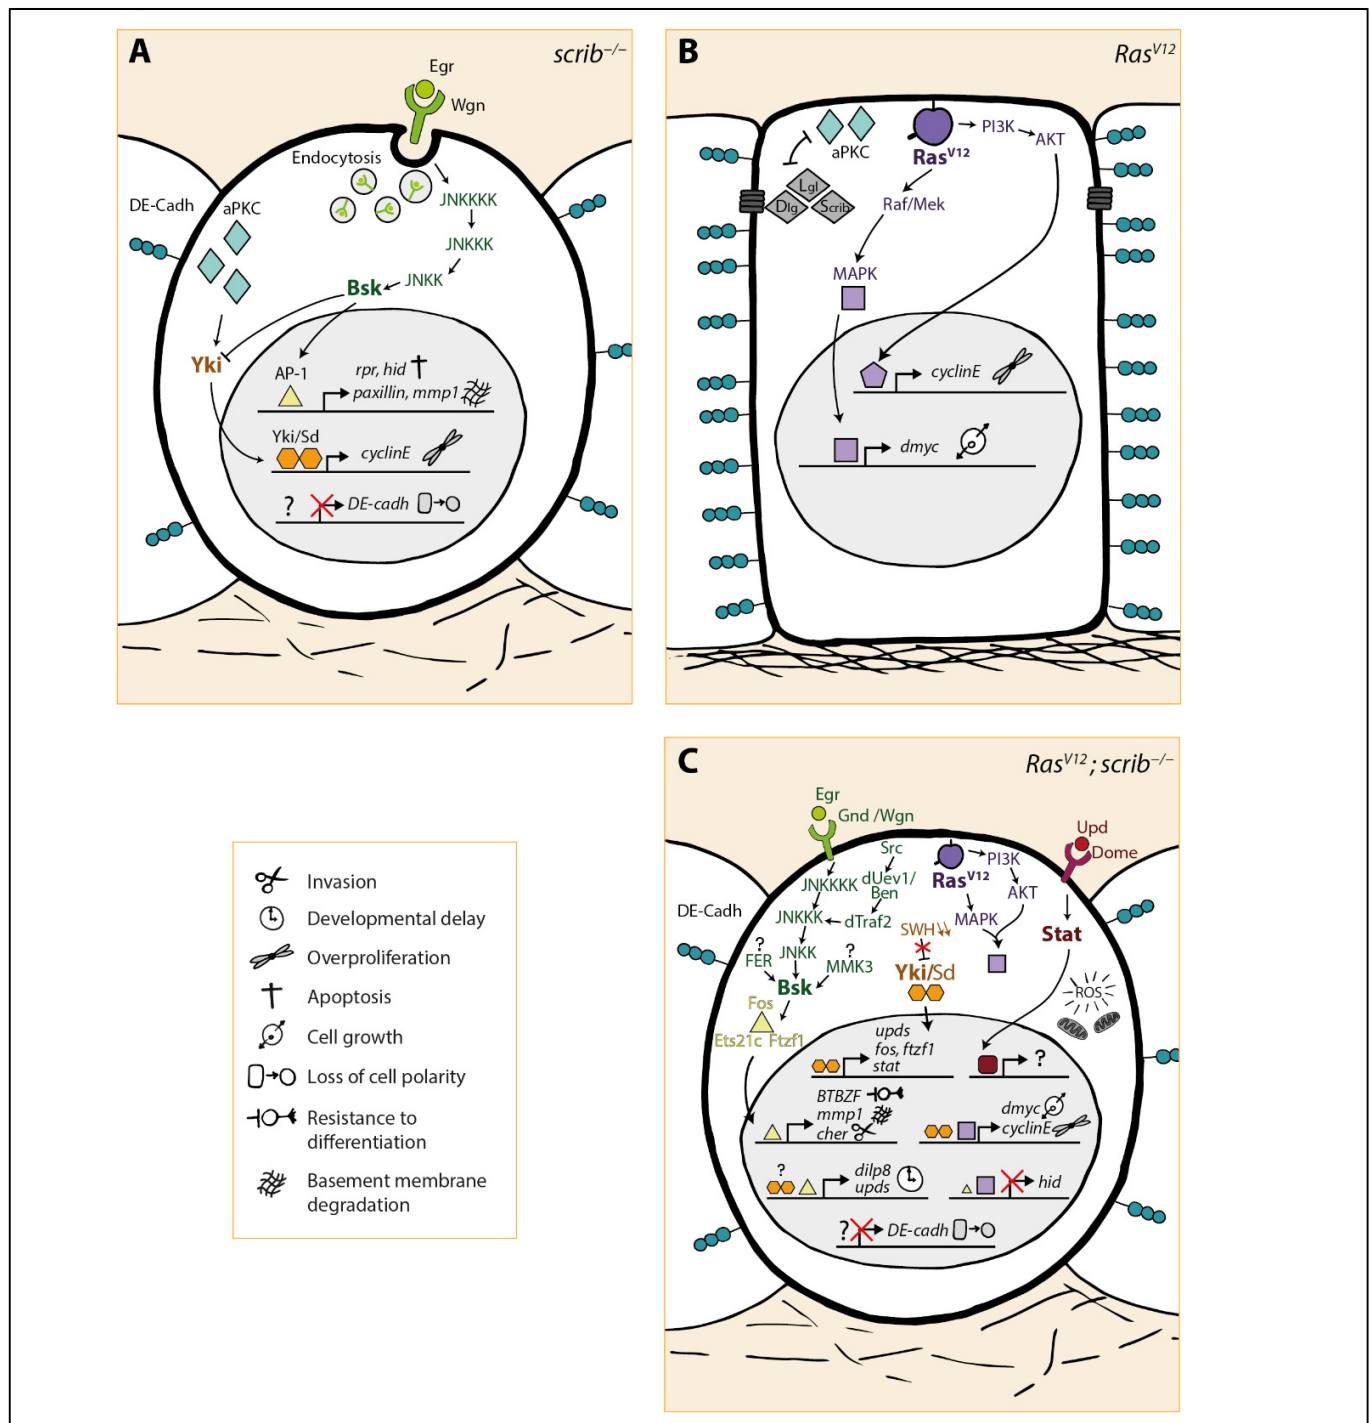 A
scrib–/–
Egr
Wgn
Endocytosis
DE-Cadh
aPKC
JNKKKK
JNKKK
JNKK
Bsk
Yki
AP-1
rpr, hid
paxillin, mmp1
Yki/Sd
cyclinE
?
DE-cadh
B
RasV12
aPKC
RasV12
PI3K
AKT
Lgl
Dlg
Scrib
Raf/Mek
MAPK
cyclinE
dmyc
C
RasV12; scrib–/–
Egr
Gnd /Wgn
Upd
Dome
Src
PI3K
RasV12
JNKKKK
dUev1/
Ben
AKT
DE-Cadh
JNKKK
dTraf2
MAPK
SWH
Stat
?
FER
JNKK
?
MMK3
Yki/Sd
Bsk
ROS
Fos
Ets21c Ftzf1
upds
fos, ftzf1
stat
?
BTBZF
mmp1
cher
dmyc
cyclinE
?
dilp8
upds
hid
?
DE-cadh
Invasion
Developmental delay
Overproliferation
Apoptosis
Cell growth
Loss of cell polarity
Resistance to
differentiation
Basement membrane
degradation